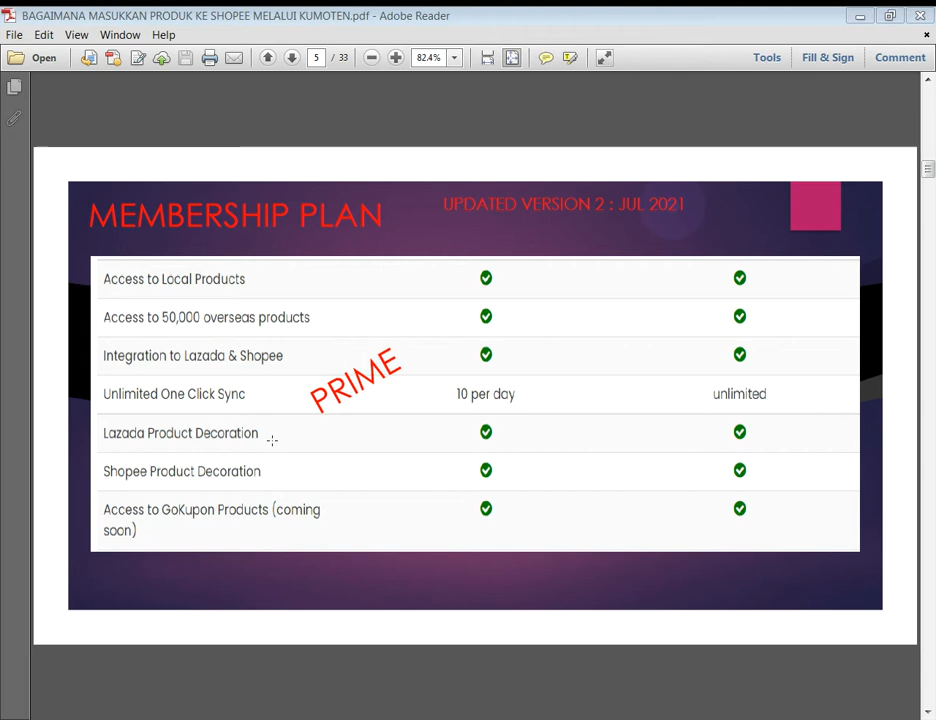 BAGAIMANA MASUKKAN PRODUK KE SHOPEE MELALUI KUMOTEN.pdf - Adobe Reader
File Edit View Window Help
Open 5 / 33 82.4% Tools Fill & Sign Comment
MEMBERSHIP PLAN UPDATED VERSION 2 : JUL 2021
Access to Local Products
Access to 50,000 overseas products
Integration to Lazada & Shopee
PRIME
Unlimited One Click Sync 10 per day unlimited
Lazada Product Decoration
Shopee Product Decoration
Access to GoKupon Products (coming
soon)